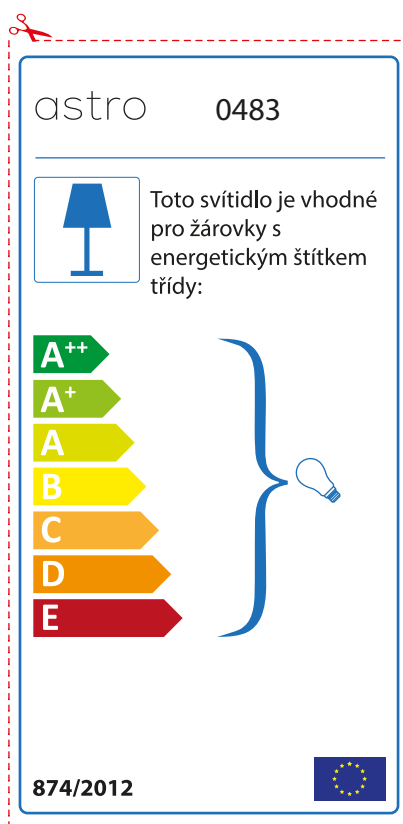 astro 0483
Toto svítidlo je vhodné
pro žárovky s
energetickým štítkem
třídy:
A++
A+
A
B
C
D
E
874/2012